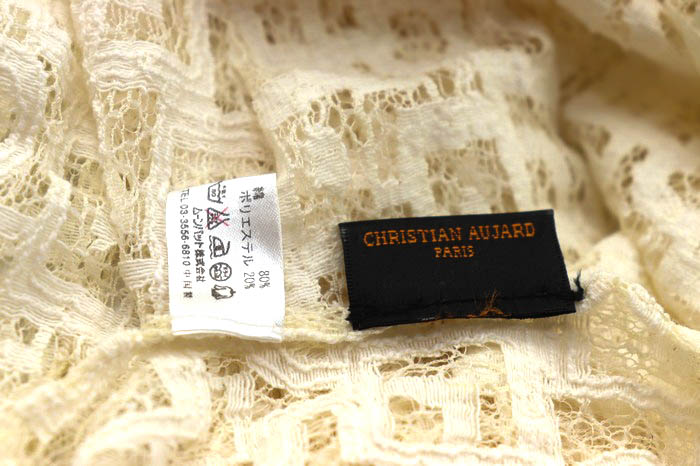 綿 80%
ポリエステル 20%
ムーンバット株式会社
TEL 03-3556-6810 中国製
CHRISTIAN AUJARD
PARIS